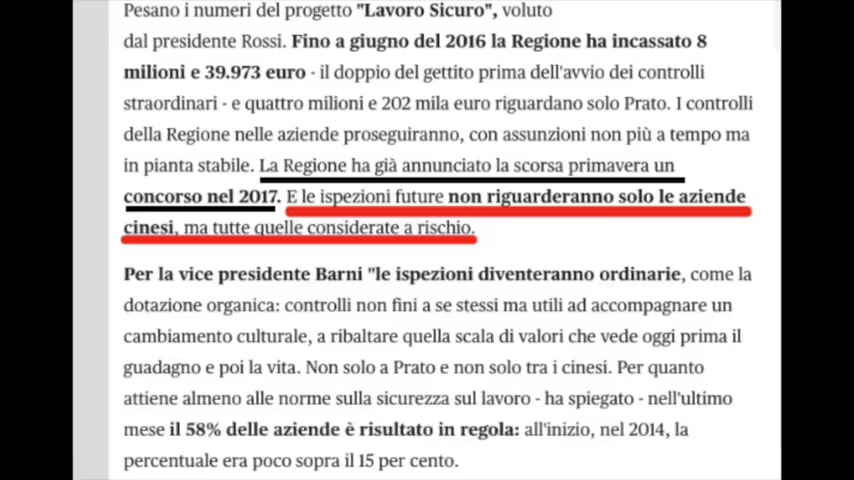 Pesano i numeri del progetto "Lavoro Sicuro", voluto
dal presidente Rossi. Fino a giugno del 2016 la Regione ha incassato 8
milioni e 39.973 euro - il doppio del gettito prima dell'avvio dei controlli
straordinari - e quattro milioni e 202 mila euro riguardano solo Prato. I controlli
della Regione nelle aziende proseguiranno, con assunzioni non più a tempo ma
in pianta stabile. La Regione ha già annunciato la scorsa primavera un
concorso nel 2017. E le ispezioni future non riguarderanno solo le aziende
cinesi, ma tutte quelle considerate a rischio.
Per la vice presidente Barni "le ispezioni diventeranno ordinarie, come la
dotazione organica: controlli non fini a se stessi ma utili ad accompagnare un
cambiamento culturale, a ribaltare quella scala di valori che vede oggi prima il
guadagno e poi la vita. Non solo a Prato e non solo tra i cinesi. Per quanto
attiene almeno alle norme sulla sicurezza sul lavoro - ha spiegato - nell'ultimo
mese il 58% delle aziende è risultato in regola: all'inizio, nel 2014, la
percentuale era poco sopra il 15 per cento.